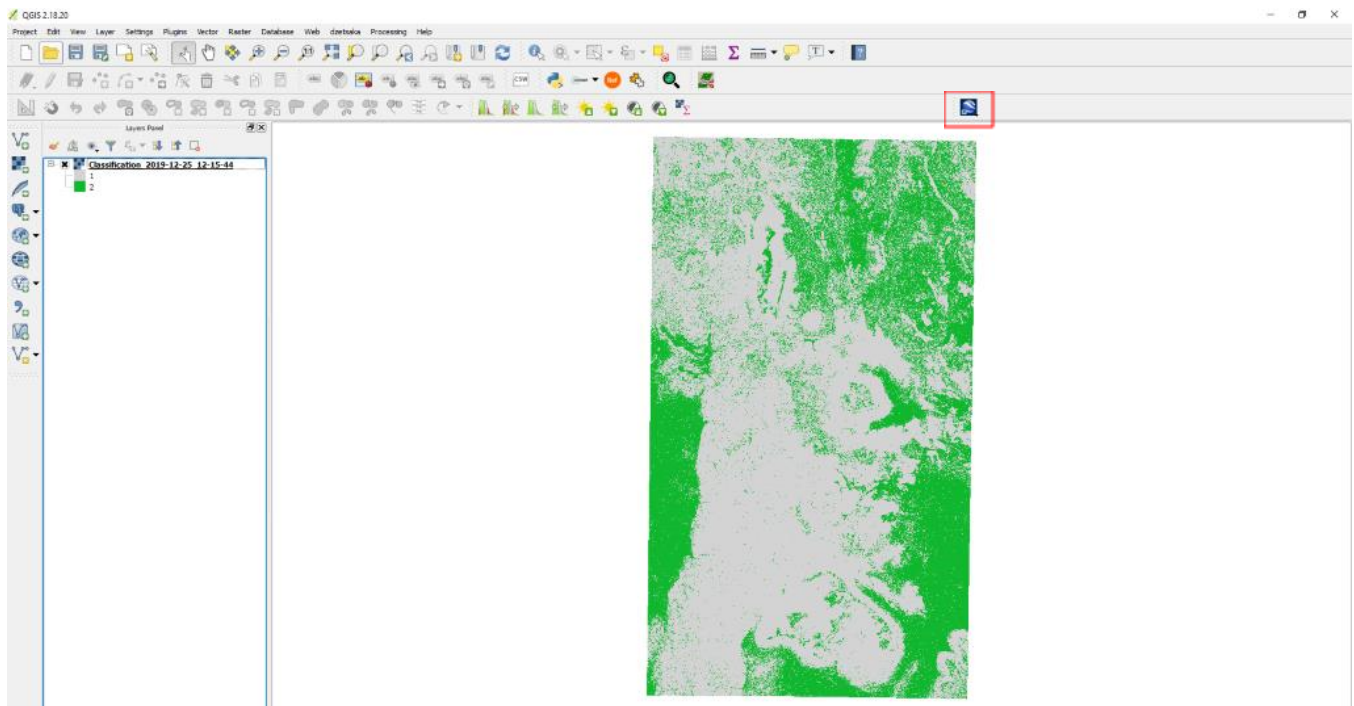 QGIS 2.18.20
Project Edit View Layer Settings Plugins Vector Raster Database Web dzetsaka Processing Help
CSW
Layers Panel
Classification_2019-12-25_12-15-44
1
2